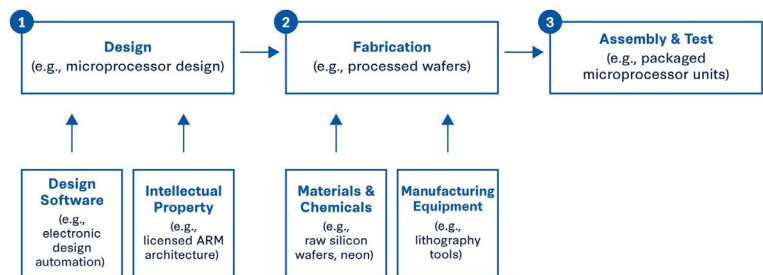 1
Design
(e.g., microprocessor design)
2
Fabrication
(e.g., processed wafers)
3
Assembly & Test
(e.g., packaged
microprocessor units)
Design
Software
(e.g.,
electronic
design
automation)
Intellectual
Property
(e.g.,
licensed ARM
architecture)
Materials &
Chemicals
(e.g.,
raw silicon
wafers, neon)
Manufacturing
Equipment
(e.g.,
lithography
tools)